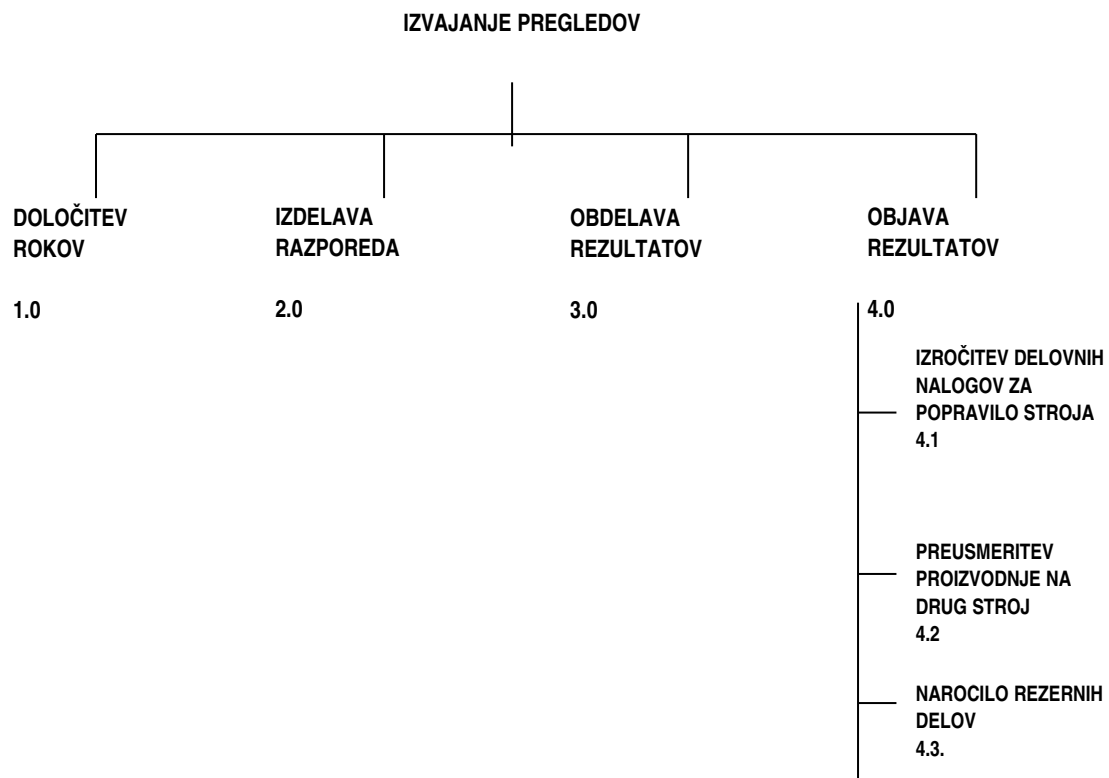 IZVAJANJE PREGLEDOV
DOLOČITEV
ROKOV
1.0
IZDELAVA
RAZPOREDA
2.0
OBDELAVA
REZULTATOV
3.0
OBJAVA
REZULTATOV
4.0
IZROČITEV DELOVNIH
NALOGOV ZA
POPRAVILO STROJA
4.1
PREUSMERITEV
PROIZVODNJE NA
DRUG STROJ
4.2
NAROCILO REZERNIH
DELOV
4.3.